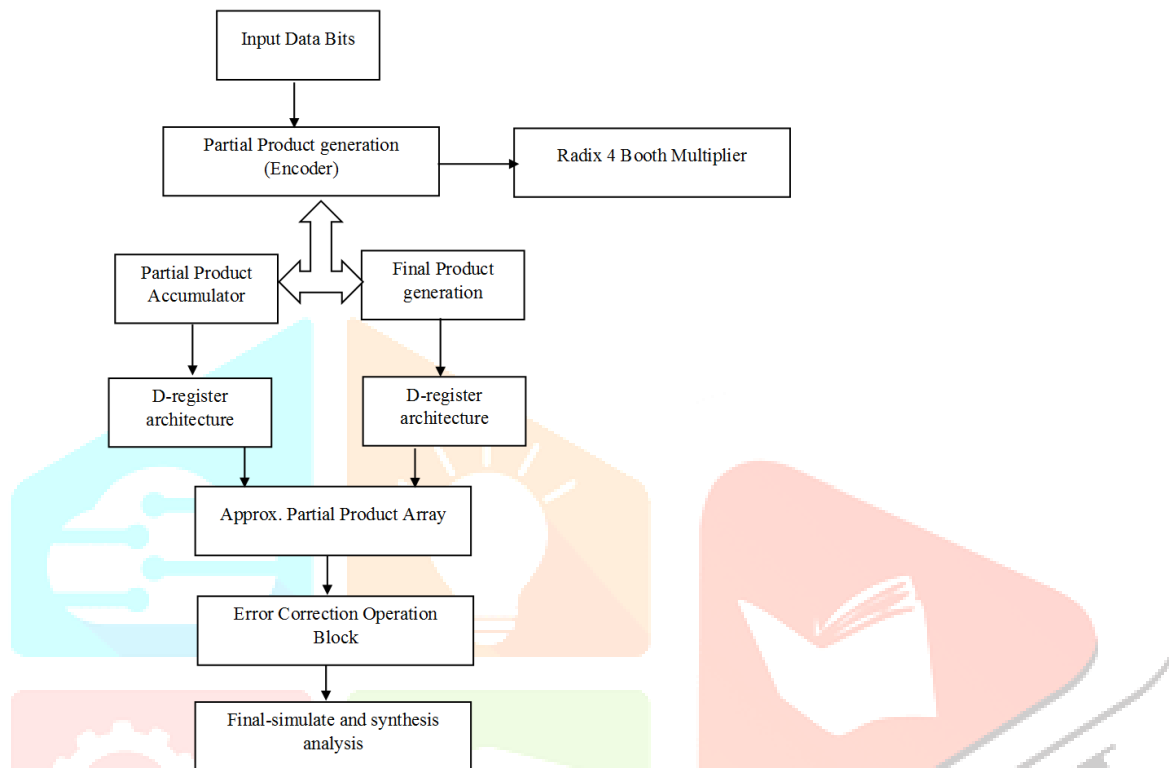 Input Data Bits
Partial Product generation
(Encoder)
Radix 4 Booth Multiplier
Partial Product
Accumulator
Final Product
generation
D-register
architecture
D-register
architecture
Approx. Partial Product Array
Error Correction Operation
Block
Final-simulate and synthesis
analysis